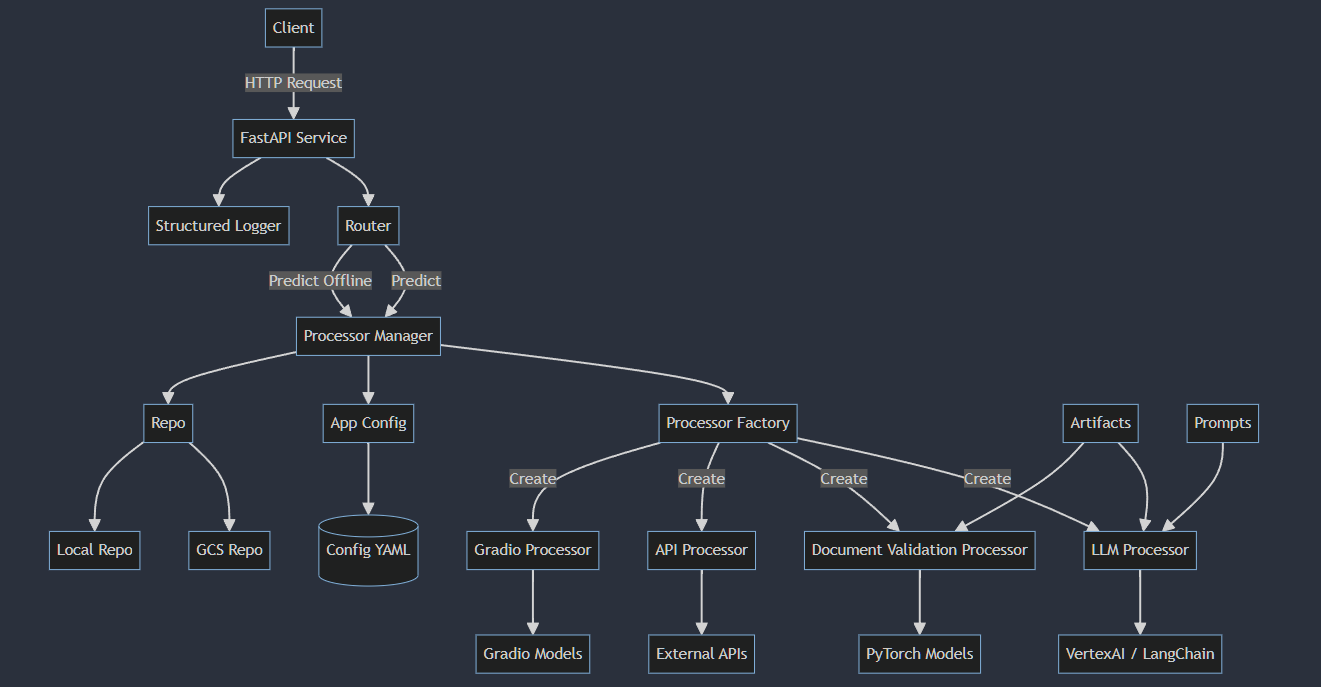 Client
HTTP Request
FastAPI Service
Structured Logger
Router
Predict Offline
Predict
Processor Manager
Repo
App Config
Processor Factory
Artifacts
Prompts
Create
Create
Create
Create
Local Repo
GCS Repo
Config YAML
Gradio Processor
API Processor
Document Validation Processor
LLM Processor
Gradio Models
External APIs
PyTorch Models
VertexAI / LangChain